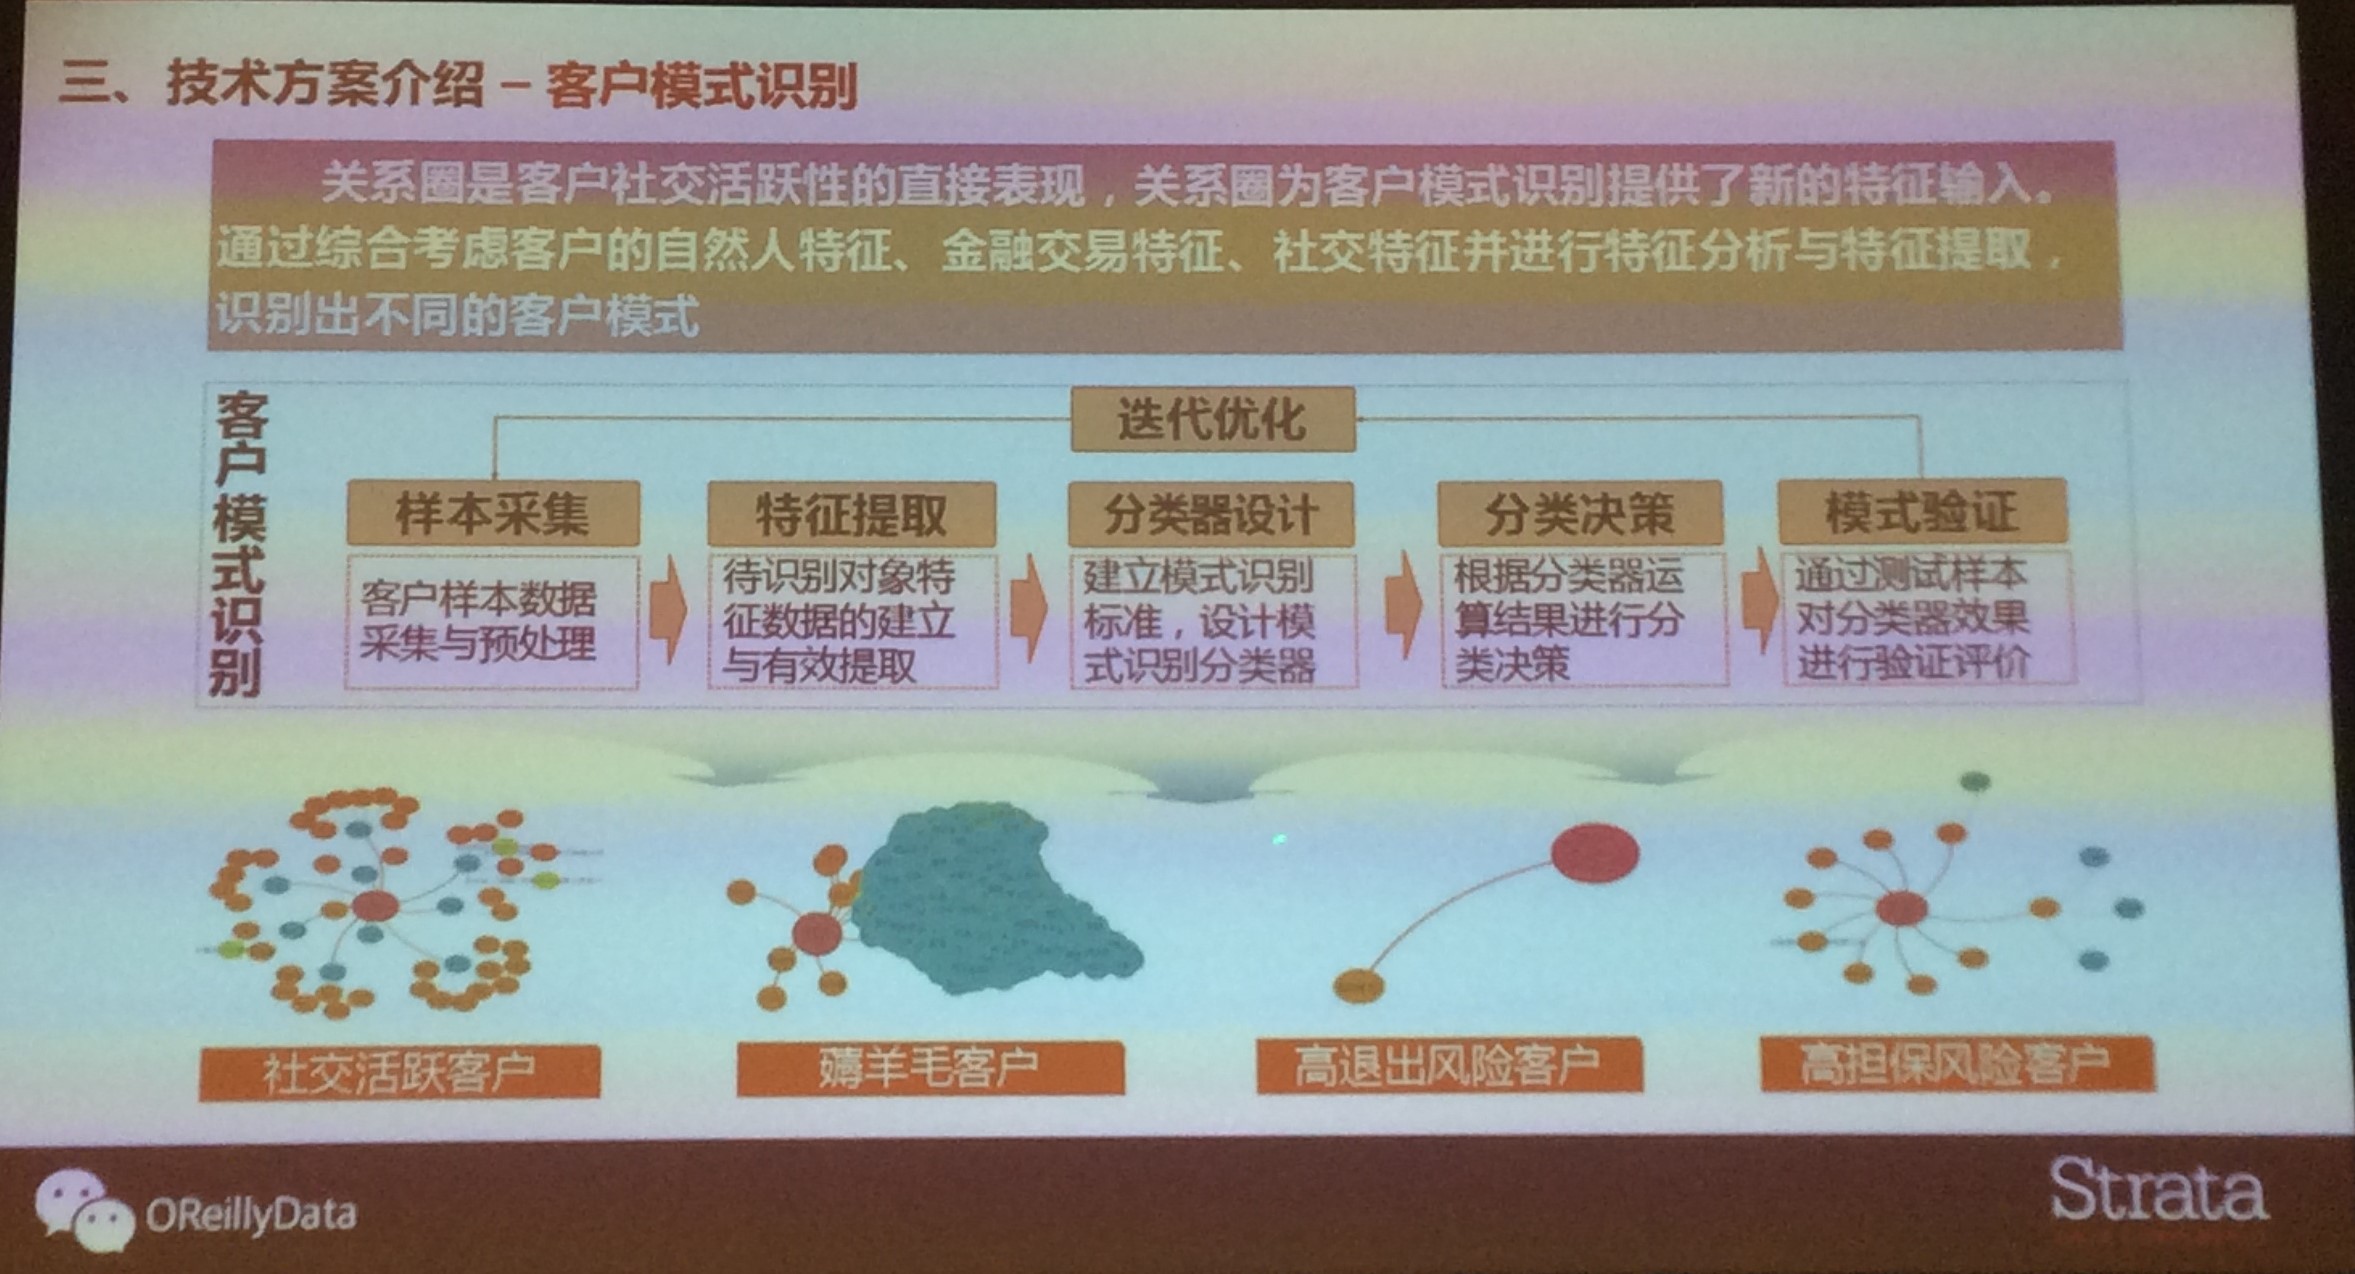 三、技术方案介绍 – 客户模式识别
关系圈是客户社交活跃性的直接表现，关系圈为客户模式识别提供了新的特征输入。
通过综合考虑客户的自然人特征、金融交易特征、社交特征并进行特征分析与特征提取，
识别出不同的客户模式
客户模式识别
迭代优化
样本采集
客户样本数据
采集与预处理
特征提取
待识别对象特
征数据的建立
与有效提取
分类器设计
建立模式识别
标准，设计模
式识别分类器
分类决策
根据分类器运
算结果进行分
类决策
模式验证
通过测试样本
对分类器效果
进行验证评价
社交活跃客户
薅羊毛客户
高退出风险客户
高担保风险客户
OReillyData
Strata